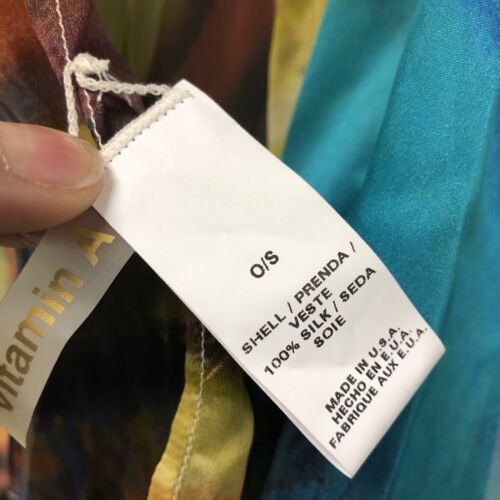 vitamin A
O/S
SHELL / PRENDA /
VESTE
100% SILK / SEDA
SOIE
MADE IN U.S.A.
HECHO EN E.U.A.
FABRIQUE AUX E.U.A.